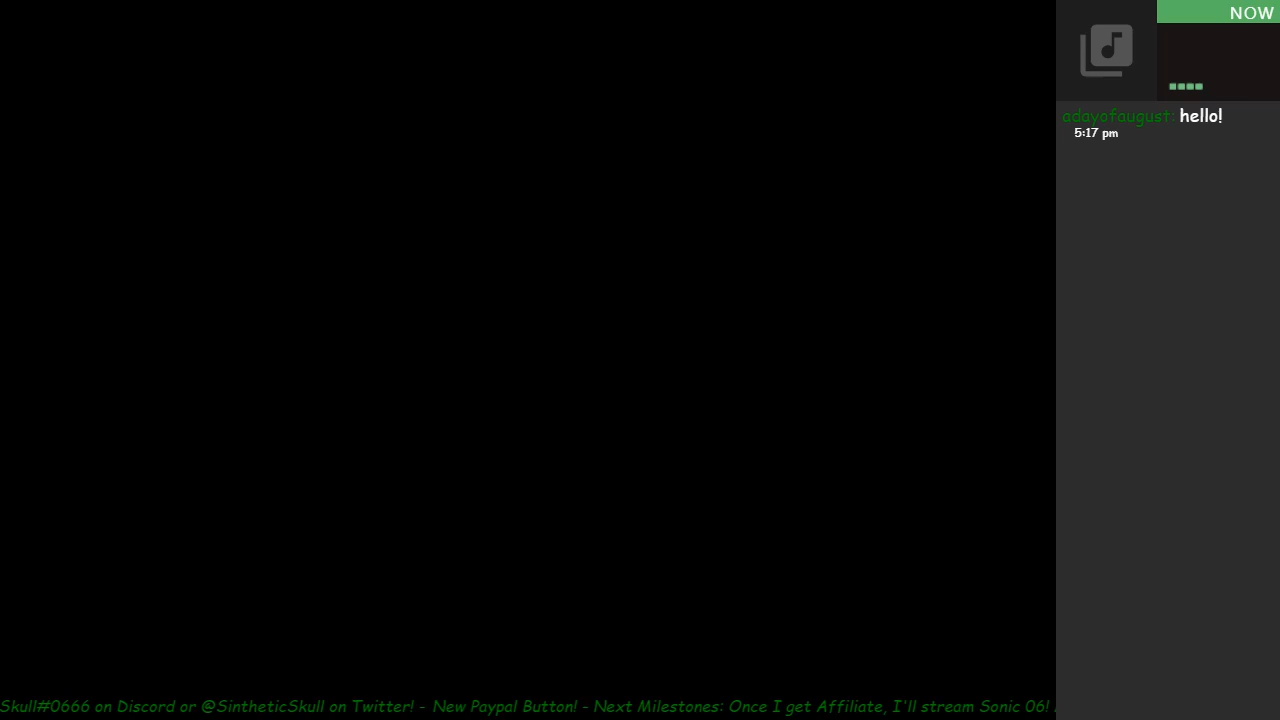 NOW
adayofaugust: hello!
5:17 pm
Skull#0666 on Discord or @SintheticSkull on Twitter! - New Paypal Button! - Next Milestones: Once I get Affiliate, I'll stream Sonic 06!